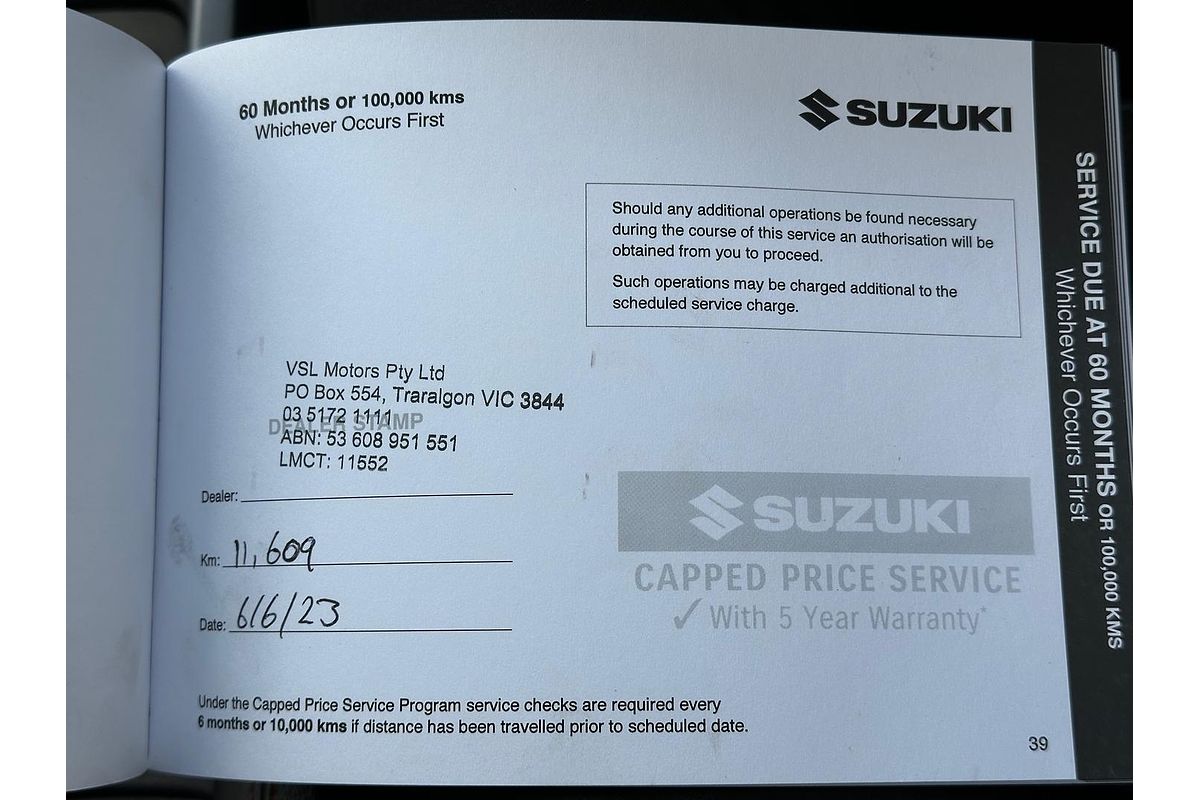 60 Months or 100,000 kms
Whichever Occurs First
SUZUKI
Should any additional operations be found necessary
during the course of this service an authorisation will be
obtained from you to proceed.
Such operations may be charged additional to the
scheduled service charge.
VSL Motors Pty Ltd
PO Box 554, Traralgon VIC 3844
03 5172 1111
DEALER STAMP
ABN: 53 608 951 551
LMCT: 11552
Dealer:
Km: 11,609
Date: 6/6/23
SUZUKI
CAPPED PRICE SERVICE
✓ With 5 Year Warranty*
Under the Capped Price Service Program service checks are required every
6 months or 10,000 kms if distance has been travelled prior to scheduled date.
39
SERVICE DUE AT 60 MONTHS OR 100,000 KMS
Whichever Occurs First